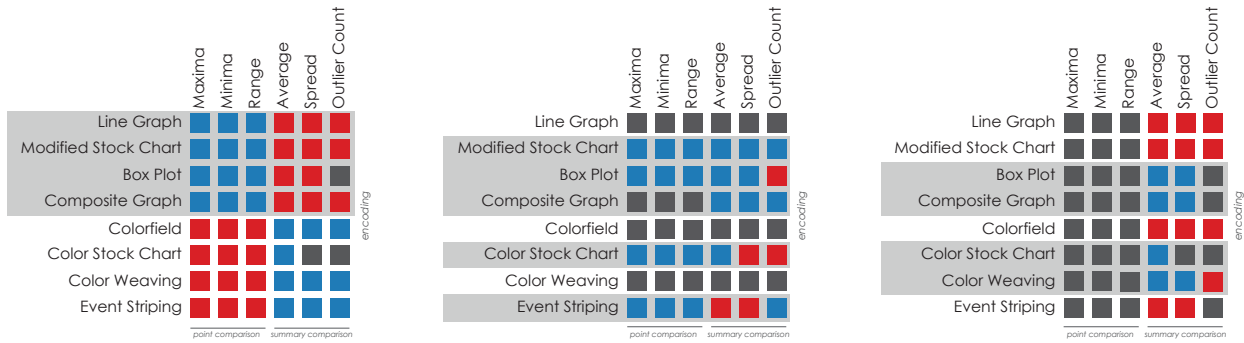 Maxima
Minima
Range
Average
Spread
Outlier Count
Line Graph
Modified Stock Chart
Box Plot
Composite Graph
Colorfield
Color Stock Chart
Color Weaving
Event Striping
encoding
point comparison
summary comparison
Maxima
Minima
Range
Average
Spread
Outlier Count
Line Graph
Modified Stock Chart
Box Plot
Composite Graph
Colorfield
Color Stock Chart
Color Weaving
Event Striping
encoding
point comparison
summary comparison
Maxima
Minima
Range
Average
Spread
Outlier Count
Line Graph
Modified Stock Chart
Box Plot
Composite Graph
Colorfield
Color Stock Chart
Color Weaving
Event Striping
encoding
point comparison
summary comparison